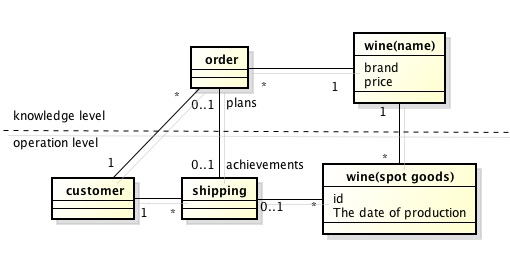 order
wine(name)
brand
price
*
*
1
0..1
plans
1
knowledge level
operation level
1
0..1
achievements
*
customer
shipping
wine(spot goods)
id
The date of production
1
*
0..1
*